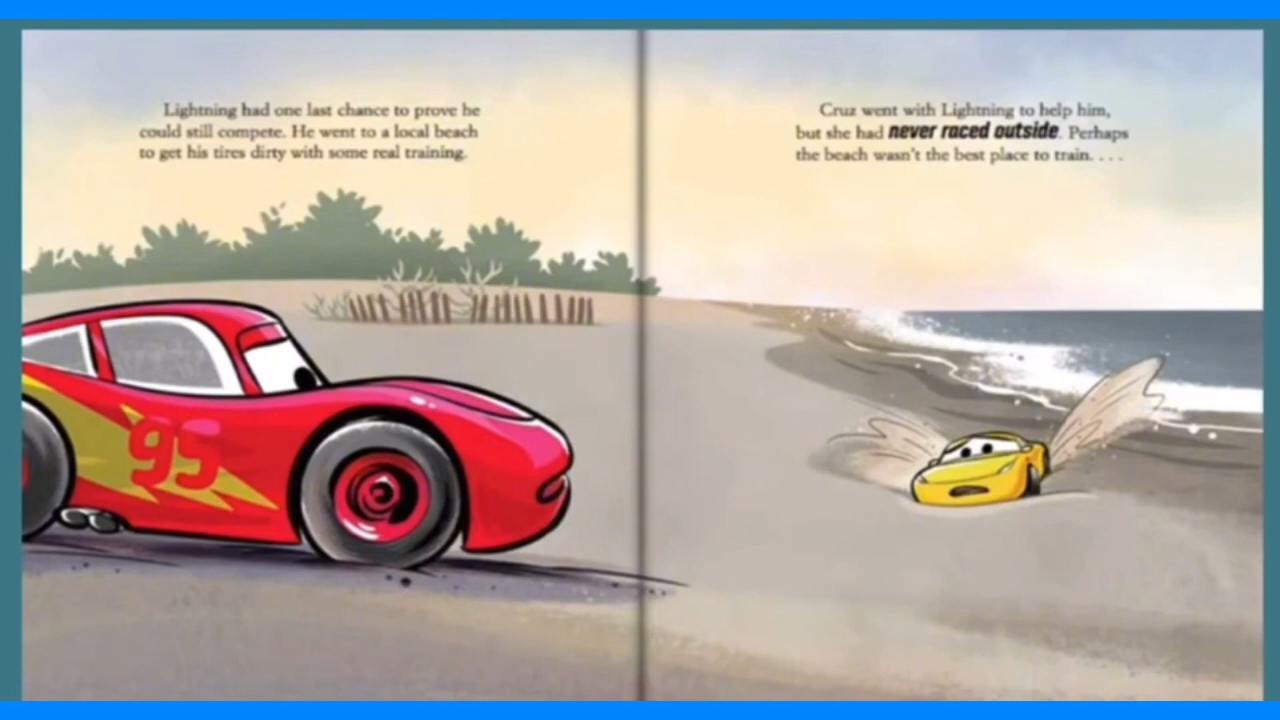 Lightning had one last chance to prove he
could still compete. He went to a local beach
to get his tires dirty with some real training.
95
Cruz went with Lightning to help him,
but she had never raced outside. Perhaps
the beach wasn't the best place to train. . . .